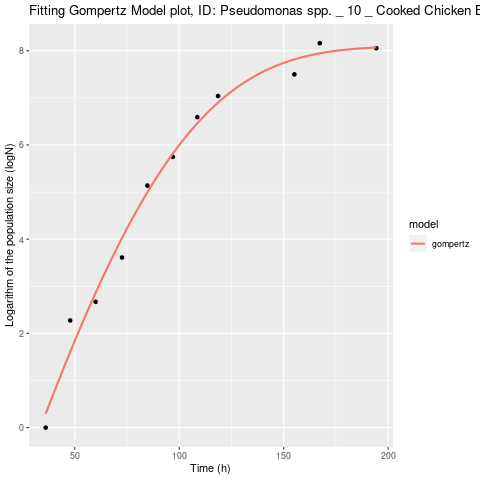 Fitting Gompertz Model plot, ID: Pseudomonas spp. _ 10 _ Cooked Chicken
Logarithm of the population size (logN)
8
6
4
2
0
50
100
150
200
Time (h)
model
gompertz